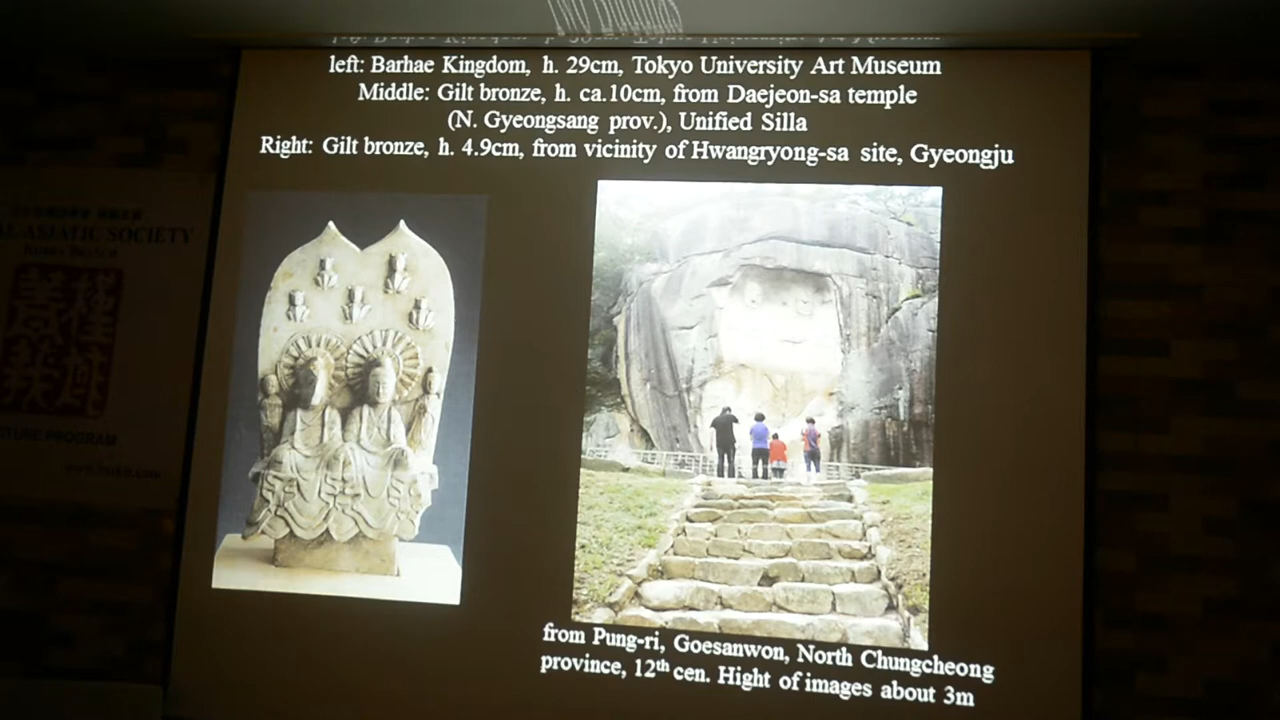 left: Barhae Kingdom, h. 29cm, Tokyo University Art Museum
Middle: Gilt bronze, h. ca.10cm, from Daejeon-sa temple
(N. Gyeongsang prov.), Unified Silla
Right: Gilt bronze, h. 4.9cm, from vicinity of Hwangryong-sa site, Gyeongju
ASIATIC SOCIETY
from Pung-ri, Goesanwon, North Chungcheong
province, 12th cen. Hight of images about 3m
PROGRAM